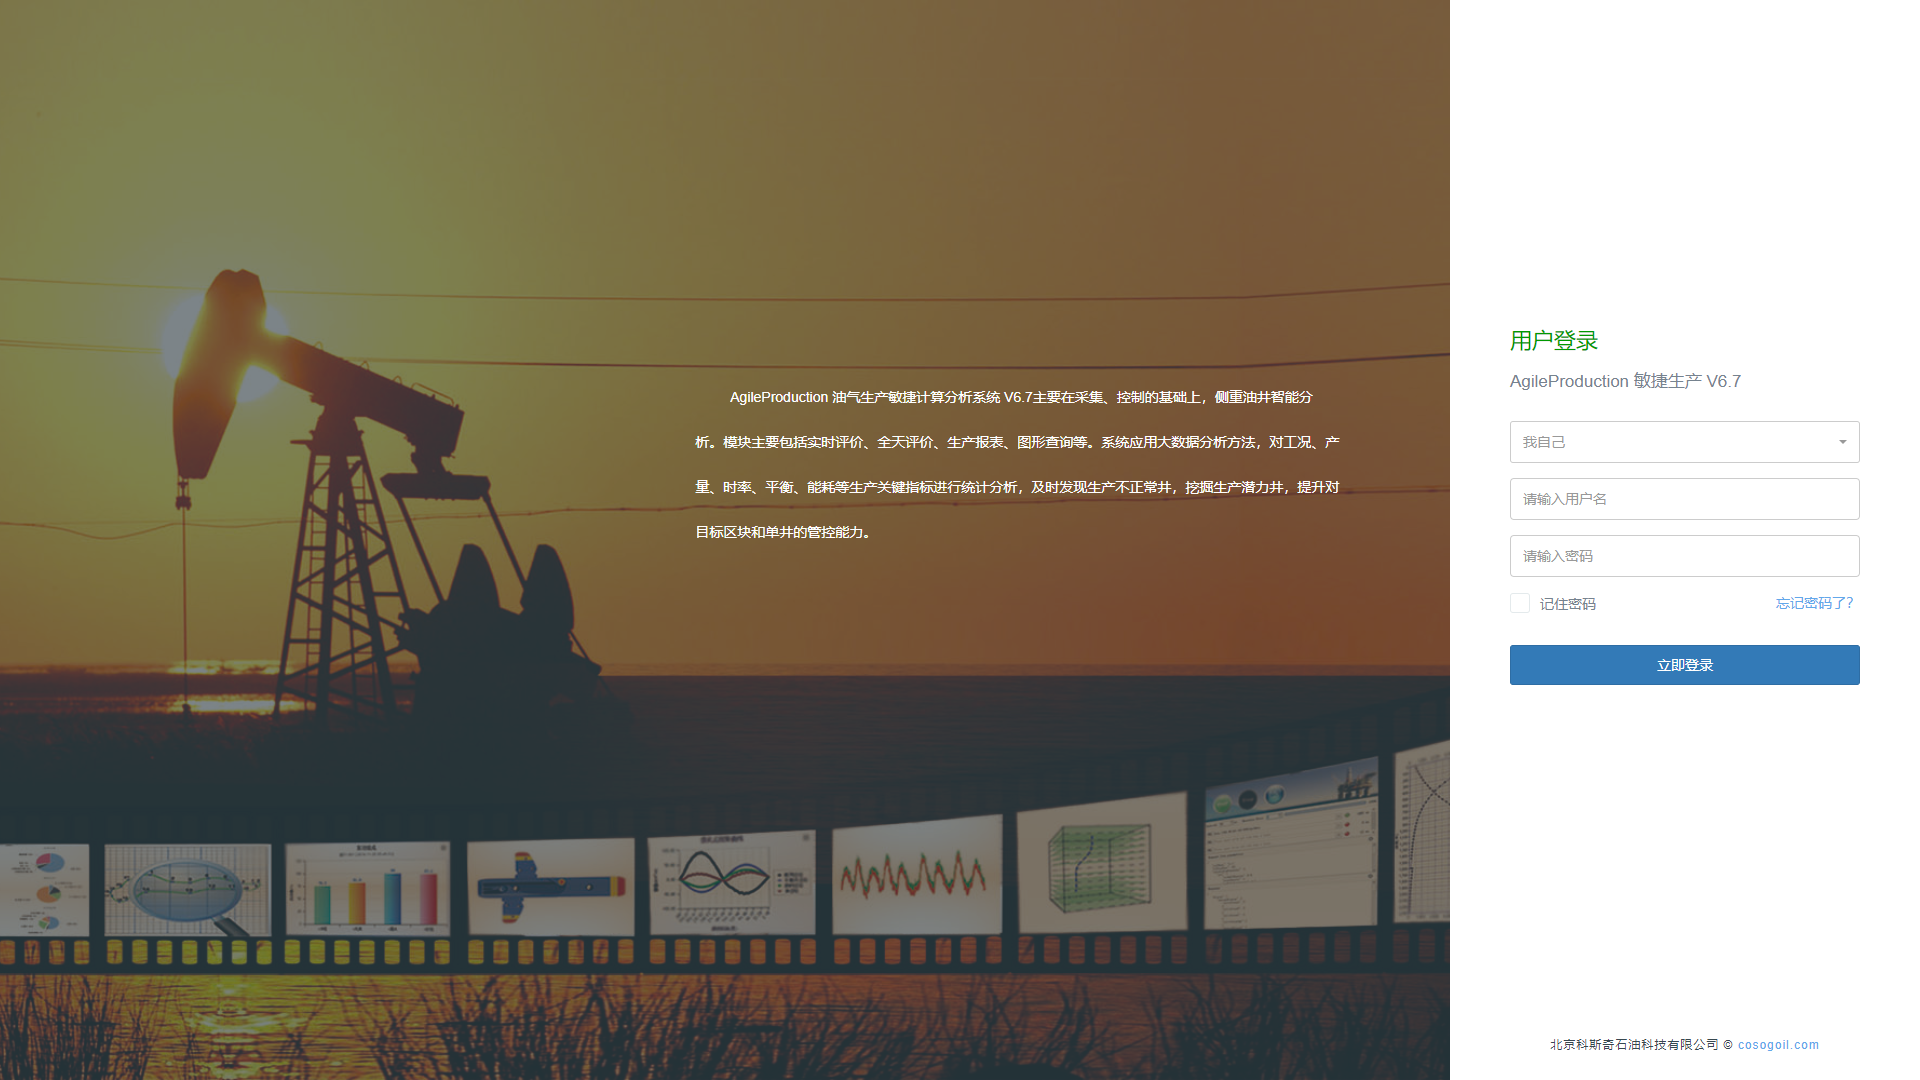 AgileProduction 油气生产敏捷计算分析系统 V6.7主要在采集、控制的基础上，侧重油井智能分
析。模块主要包括实时评价、全天评价、生产报表、图形查询等。系统应用大数据分析方法，对工况、产
量、时率、平衡、能耗等生产关键指标进行统计分析，及时发现生产不正常井，挖掘生产潜力井，提升对
目标区块和单井的管控能力。
用户登录
AgileProduction 敏捷生产 V6.7
我自己
请输入用户名
请输入密码
记住密码
忘记密码了?
立即登录
北京科斯奇石油科技有限公司 © cosogoil.com